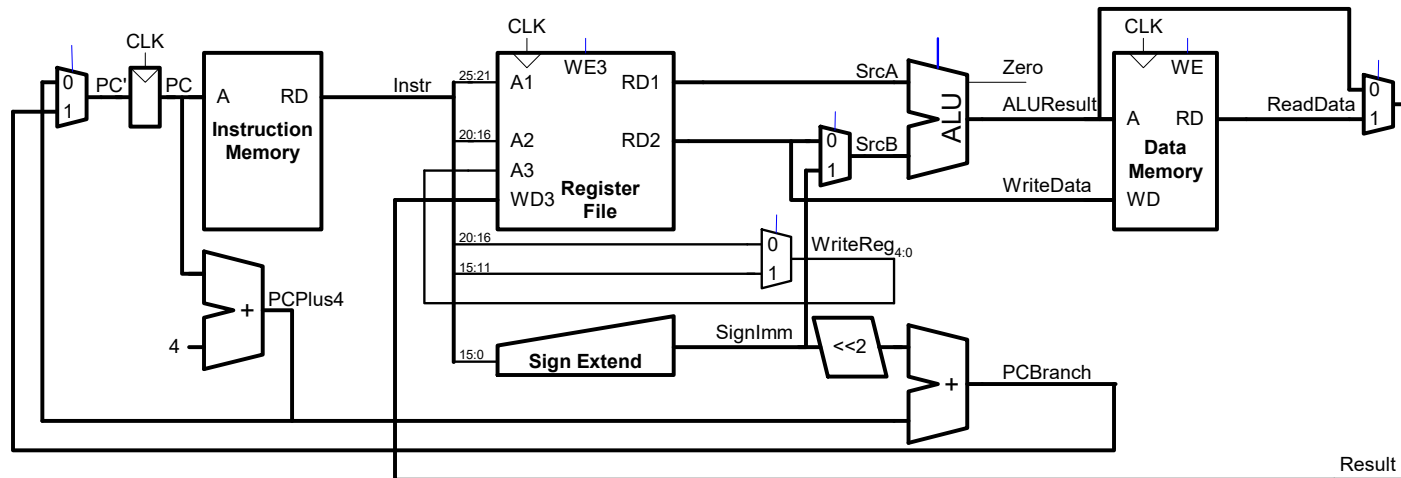 CLK
CLK
CLK
0
1
PC'
PC
A
RD
Instruction
Memory
Instr
25:21
20:16
A1
A2
A3
WD3
WE3
RD1
RD2
Register
File
20:16
15:11
15:0
0
1
WriteReg4:0
SrcA
0
1
SrcB
ALU
Zero
ALUResult
WriteData
WE
A
RD
Data
Memory
WD
ReadData
0
1
4
+
PCPlus4
Sign Extend
SignImm
<<2
+
PCBranch
Result